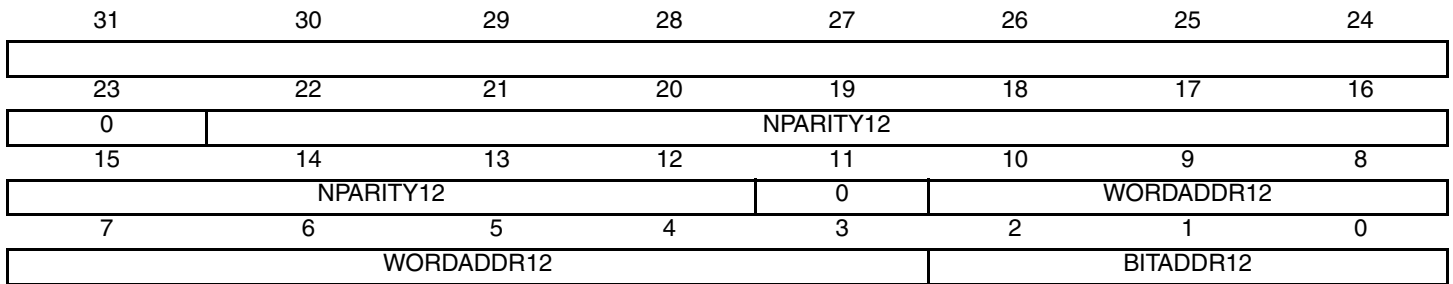 31 30 29 28 27 26 25 24
23 22 21 20 19 18 17 16
0 NPARITY12
15 14 13 12 11 10 9 8
NPARITY12 0 WORDADDR12
7 6 5 4 3 2 1 0
WORDADDR12 BITADDR12